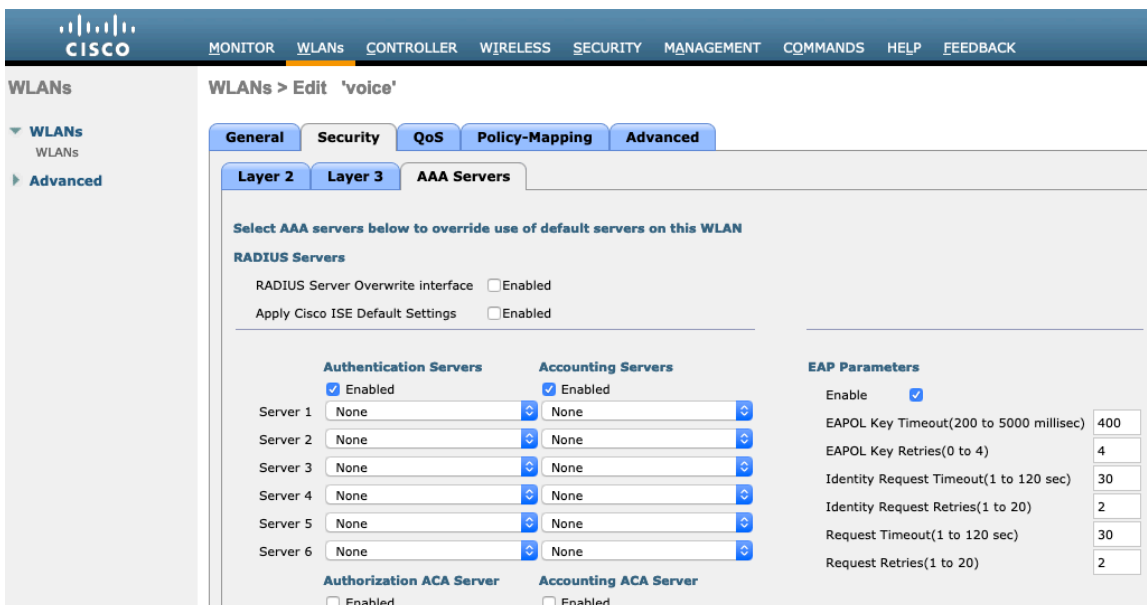 CISCO
MONITOR WLANs CONTROLLER WIRELESS SECURITY MANAGEMENT COMMANDS HELP FEEDBACK
WLANs
WLANs > Edit 'voice'
WLANs
WLANs
Advanced
General Security QoS Policy-Mapping Advanced
Layer 2 Layer 3 AAA Servers
Select AAA servers below to override use of default servers on this WLAN
RADIUS Servers
RADIUS Server Overwrite interface Enabled
Apply Cisco ISE Default Settings Enabled
Authentication Servers Accounting Servers
Enabled Enabled
Server 1 None None
Server 2 None None
Server 3 None None
Server 4 None None
Server 5 None None
Server 6 None None
Authorization ACA Server Accounting ACA Server
Enabled Enabled
EAP Parameters
Enable
EAPOL Key Timeout(200 to 5000 millisec) 400
EAPOL Key Retries(0 to 4) 4
Identity Request Timeout(1 to 120 sec) 30
Identity Request Retries(1 to 20) 2
Request Timeout(1 to 120 sec) 30
Request Retries(1 to 20) 2